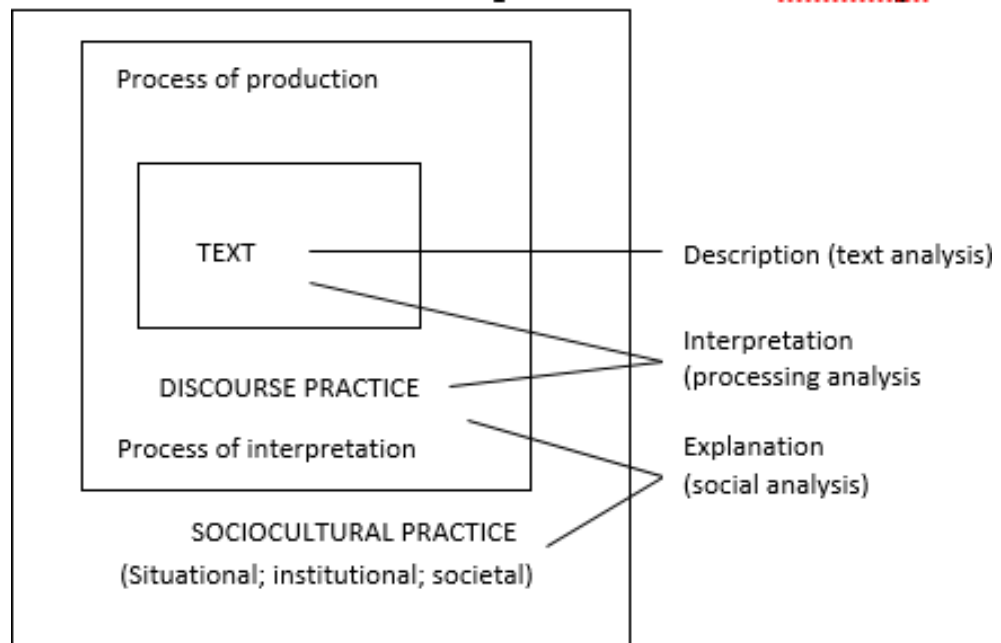 Process of production
TEXT
Description (text analysis)
Interpretation
(processing analysis
DISCOURSE PRACTICE
Process of interpretation
Explanation
(social analysis)
SOCIOCULTURAL PRACTICE
(Situational; institutional; societal)